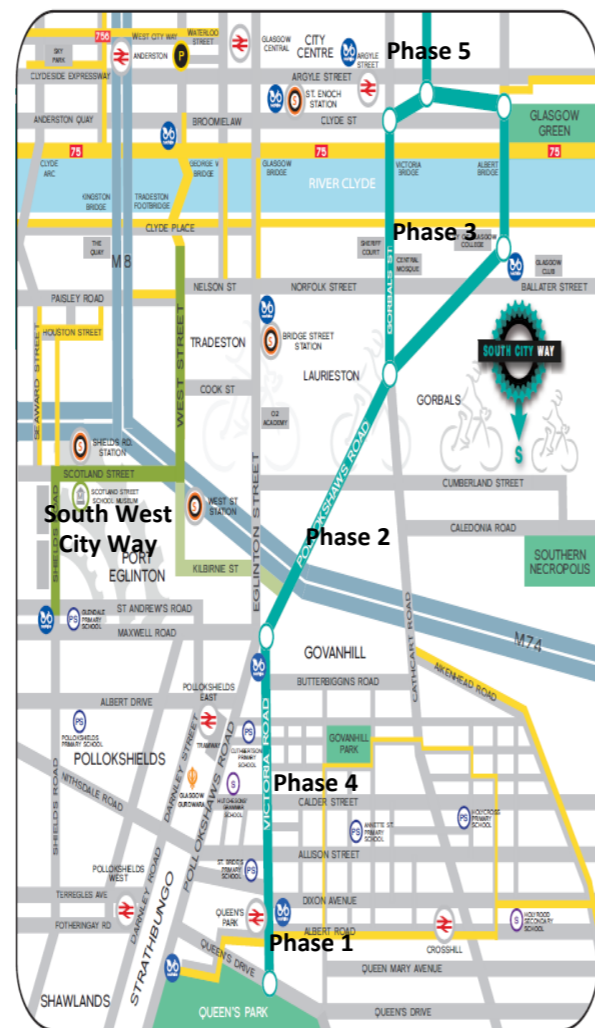 756
WEST CITY WAY
WATERLOO
STREET
SKY
PARK
ANDERSTON
P
GLASGOW
CENTRAL
CITY
CENTRE
ARGYLE
STREET
Phase 5
CLYDESIDE EXPRESSWAY
ARGYLE STREET
ST. ENOCH
STATION
ANDERSTON QUAY
BROOMIELAW
CLYDE ST
GLASGOW
GREEN
75
75
75
CLYDE
ARC
GEORGE V
BRIDGE
GLASGOW
BRIDGE
VICTORIA
BRIDGE
ALBERT
BRIDGE
RIVER CLYDE
KINGSTON
BRIDGE
TRADESTON
FOOTBRIDGE
CLYDE PLACE
Phase 3
THE
QUAY
SHERIFF
COURT
CENTRAL
MOSQUE
GLASGOW
COLLEGE
GLASGOW
CLUB
M8
NELSON ST
NORFOLK STREET
BALLATER STREET
PAISLEY ROAD
GORBALS ST
HOUSTON STREET
SEAWARD STREET
WEST STREET
TRADESTON
BRIDGE STREET
STATION
SOUTH CITY WAY
S
LAURIESTON
COOK ST
GORBALS
O2
ACADEMY
SHIELDS RD.
STATION
SCOTLAND STREET
CUMBERLAND STREET
SCOTLAND STREET
SCHOOL MUSEUM
POLLOKSHAWS ROAD
EGLINTON STREET
WEST ST
STATION
South West
City Way
CALEDONIA ROAD
Phase 2
PORT
EGLINTON
SHIELDS ROAD
KILBIRNIE ST
SOUTHERN
NECROPOLIS
ST ANDREW'S ROAD
PS
GLENDALE
PRIMARY
SCHOOL
MAXWELL ROAD
GOVANHILL
M74
CATHCART ROAD
AIKENHEAD ROAD
BUTTERBIGGINS ROAD
POLLOKSHIELDS
EAST
ALBERT DRIVE
PS
POLLOKSHIELDS
PRIMARY SCHOOL
TRAMWAY
PS
CUTHBERTSON
PRIMARY
SCHOOL
GOVANHILL
PARK
POLLOKSHIELDS
DARNLEY STREET
POLLOKSHAWS ROAD
VICTORIA ROAD
GLASGOW
GURDWARA
S
HUTCHESONS'
GRAMMAR
SCHOOL
Phase 4
NITHSDALE ROAD
SHIELDS ROAD
CALDER STREET
PS
ANNETTE ST.
PRIMARY
SCHOOL
PS
HOLYCROSS
PRIMARY
SCHOOL
ALLISON STREET
POLLOKSHIELDS
WEST
ST. BRIDE'S
PRIMARY
SCHOOL
PS
TERREGLES AVE
DIXON AVENUE
DARNLEY ROAD
STRATHBUNGO
QUEEN'S
PARK
S
HOLYROOD
SECONDARY
SCHOOL
FOTHERINGAY RD
ALBERT ROAD
Phase 1
CROSSHILL
QUEEN'S DRIVE
QUEEN MARY AVENUE
SHAWLANDS
QUEEN'S PARK
QUEEN'S DRIVE